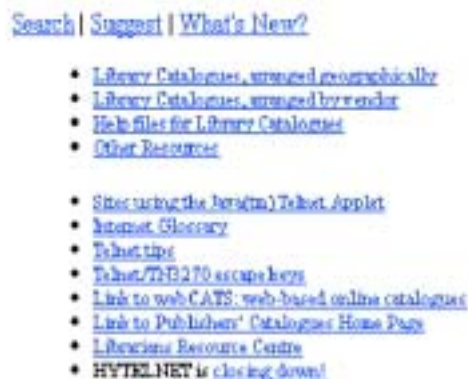 Search | Suggest | What's New?
Library Catalogues, arranged geographically
Library Catalogues, arranged by vendor
Help files for Library Catalogues
Other Resources
Sites using the Java(tm) Telnet Applet
Internet Glossary
Telnet tips
Telnet/TN3270 escape keys
Link to webCATS: web-based online catalogues
Link to Publishers' Catalogues Home Page
Librarians Resource Centre
HYTELNET is closing down!